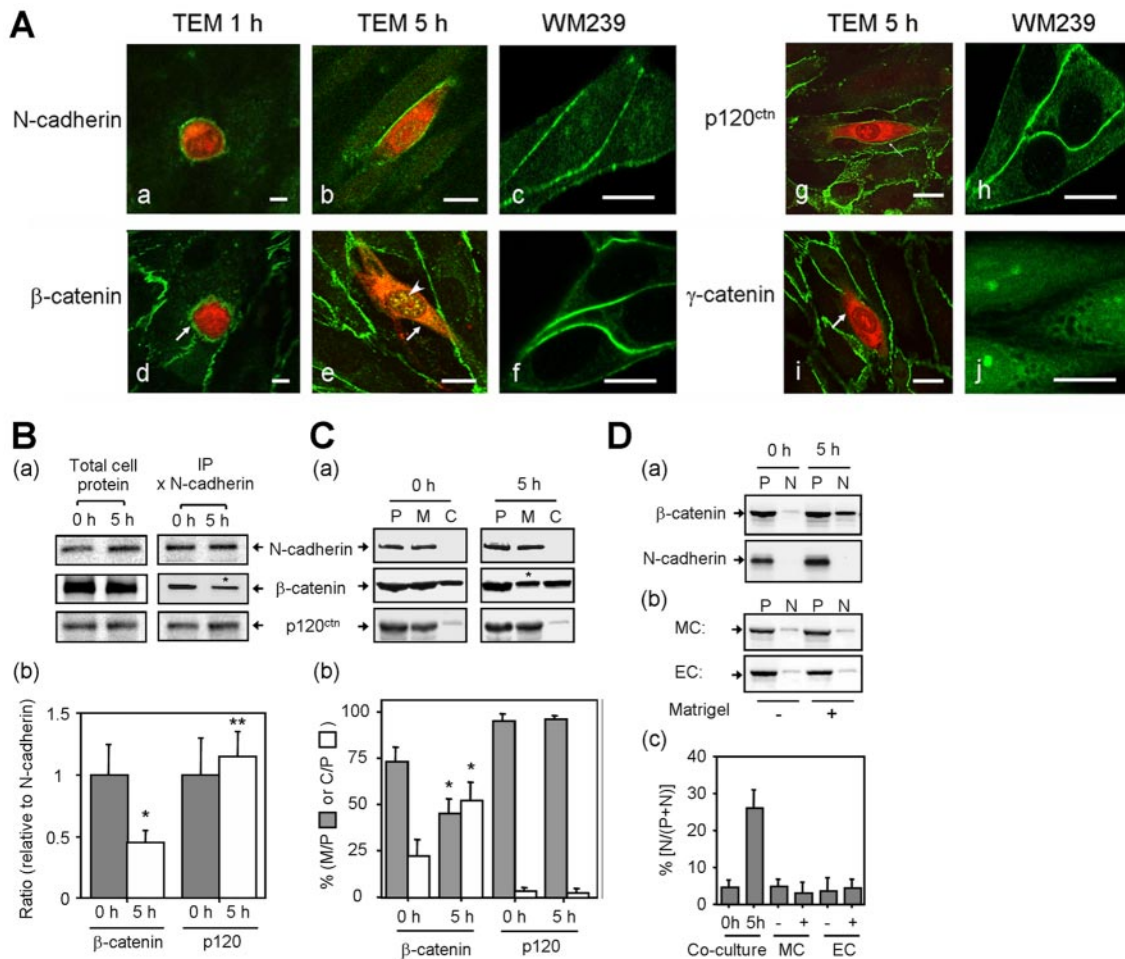 A
TEM 1 h TEM 5 h WM239 TEM 5 h WM239
N-cadherin p120ctn
a b c g h
β-catenin γ-catenin
d e f i j
B
(a)
Total cell protein
IP x N-cadherin
0 h 5 h 0 h 5 h
N-cadherin
* β-catenin
p120ctn
(b)
Ratio (relative to N-cadherin)
1.5
1
0.5
0
*
**
0 h 5 h 0 h 5 h
β-catenin p120
C
(a)
0 h 5 h
P M C P M C
*
(b)
% (M/P or C/P )
100
75
50
25
0
* *
0 h 5 h 0 h 5 h
β-catenin p120
D
(a)
0 h 5 h
P N P N
β-catenin
N-cadherin
(b)
P N P N
MC:
EC:
Matrigel - +
(c)
% [N/(P+N)]
40
30
20
10
0
0h 5h - + - +
Co-culture MC EC